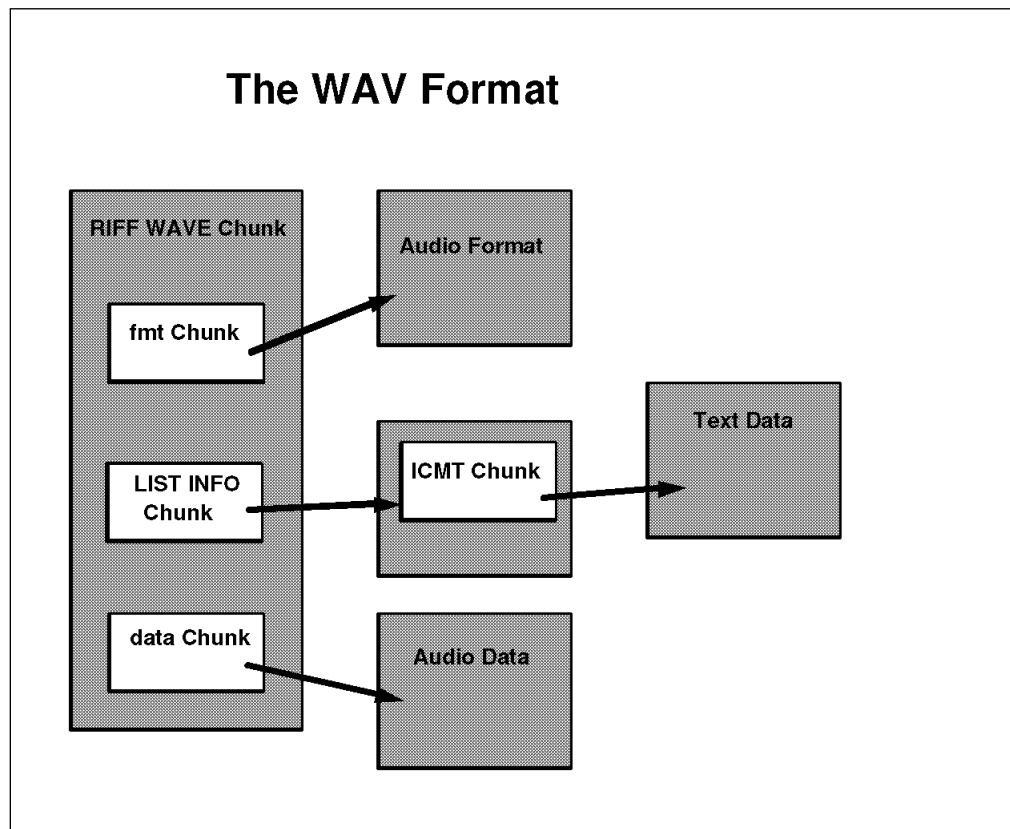 The WAV Format
RIFF WAVE Chunk
fmt Chunk
Audio Format
LIST INFO
Chunk
ICMT Chunk
Text Data
data Chunk
Audio Data